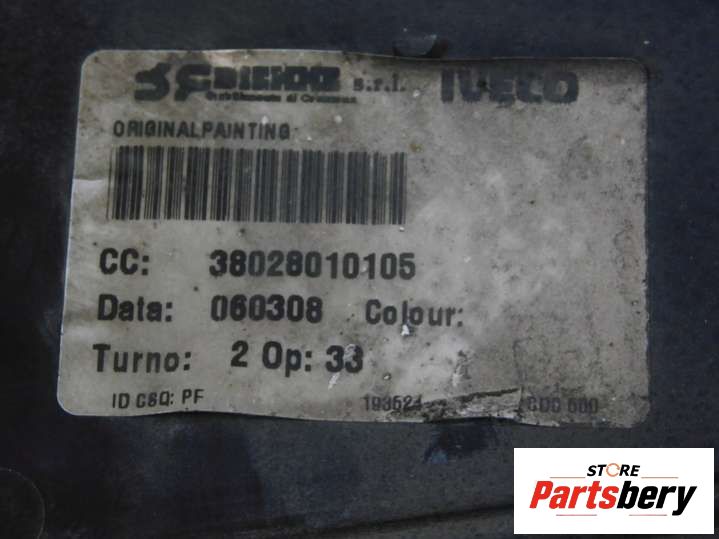 s.r.l. IVECO
ORIGINALPAINTING
CC: 38028010105
Data: 060308 Colour:
Turno: 2 Op: 33
ID CSQ: PF 193524
STORE
Partsbery